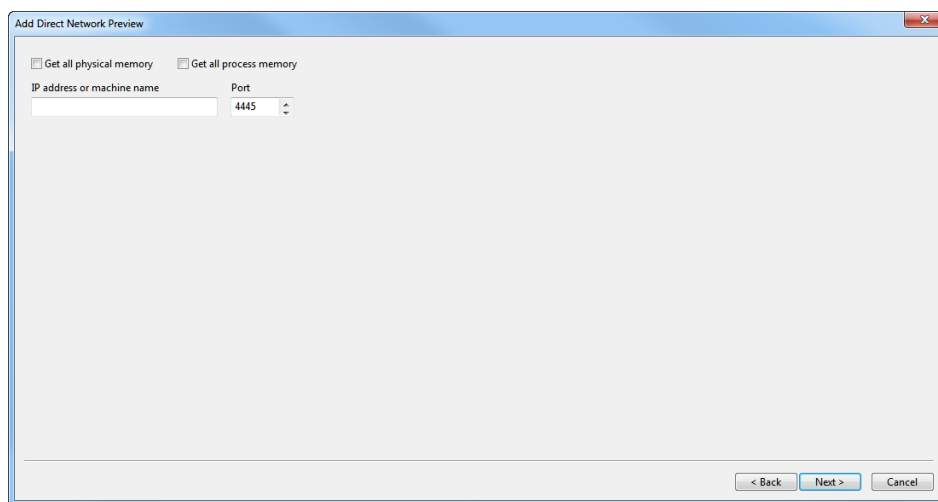 Add Direct Network Preview
Get all physical memory Get all process memory
IP address or machine name Port
4445
< Back Next > Cancel